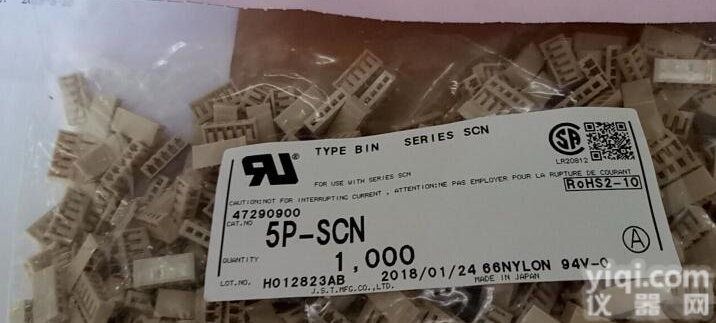 TYPE BIN SERIES SCN
LR20812
FOR USE WITH SERIES SCN
CAUTION:NOT FOR INTERRUPTING CURRENT , ATTENTION:NE PAS EMPLOYER POUR LA RUPTURE DE COURANT
RoHS2-10
47290900
CAT.NO 5P-SCN
QUANTITY 1,000
A
LOT.NO. H012823AB 2018/01/24 66NYLON 94V-0
J.S.T.MFG.CO.,LTD. MADE IN JAPAN
yiqi.com
仪器网